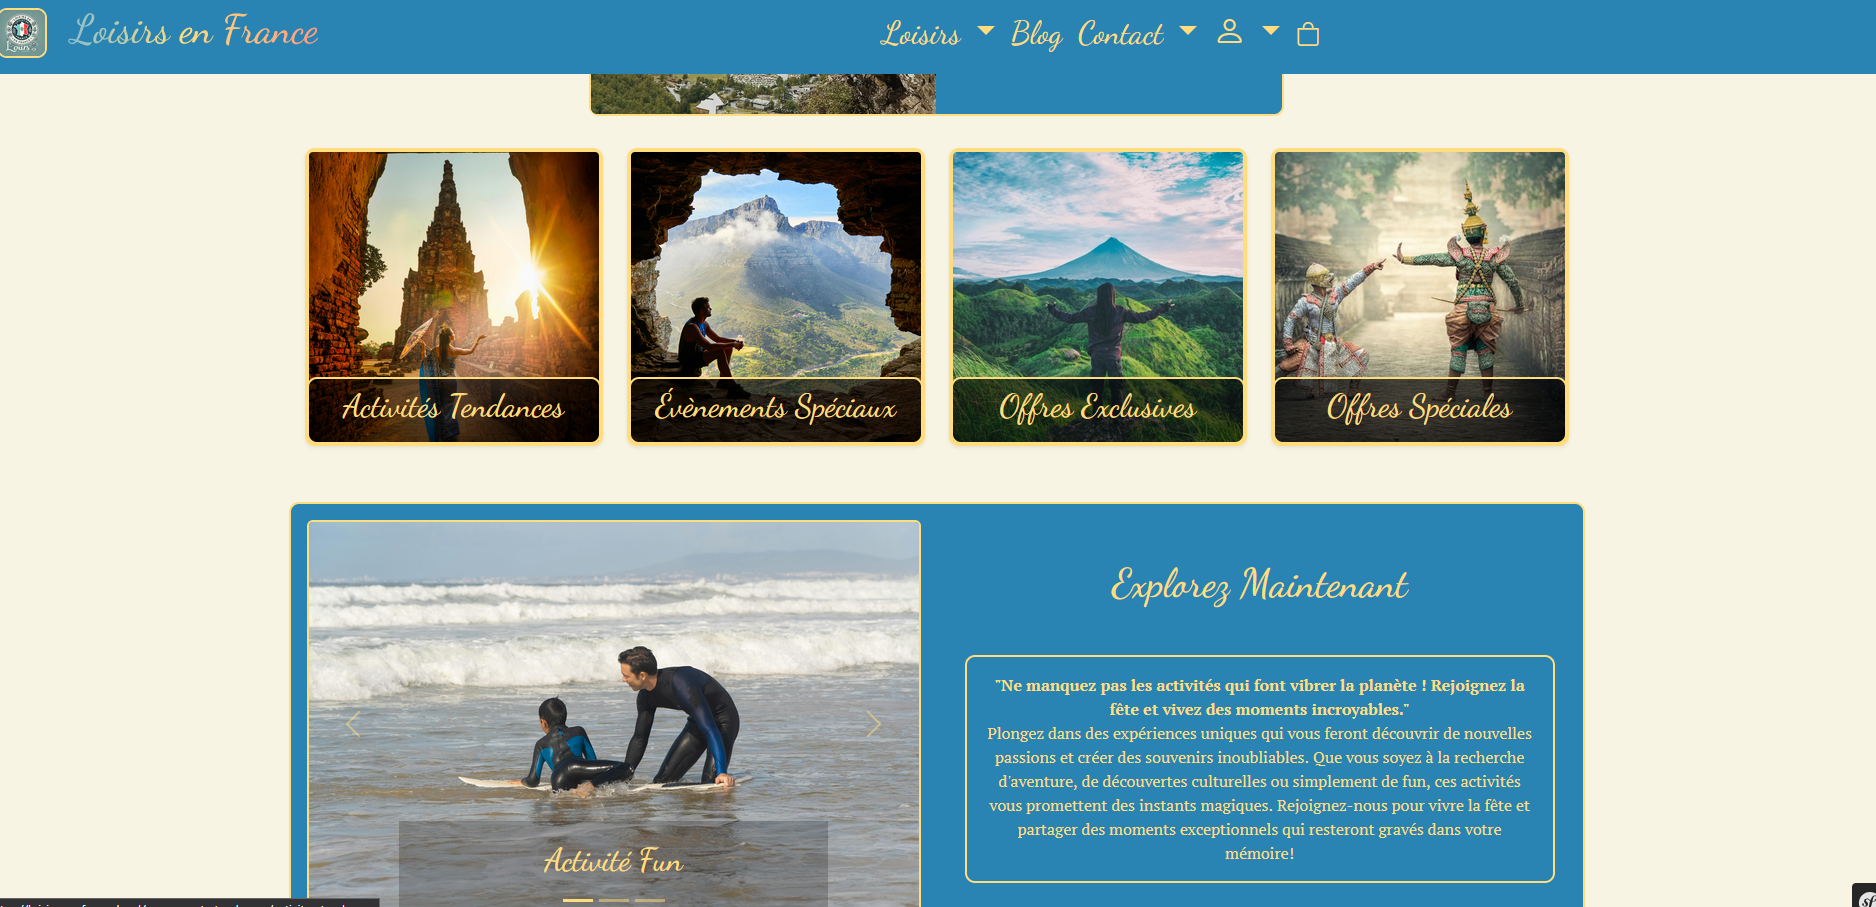 Loisirs en France
Loisirs Blog Contact
Activités Tendances
Évènements Spéciaux
Offres Exclusives
Offres Spéciales
Explorez Maintenant
"Ne manquez pas les activités qui font vibrer la planète ! Rejoignez la
fête et vivez des moments incroyables."
Plongez dans des expériences uniques qui vous feront découvrir de nouvelles
passions et créer des souvenirs inoubliables. Que vous soyez à la recherche
d'aventure, de découvertes culturelles ou simplement de fun, ces activités
vous promettent des instants magiques. Rejoignez-nous pour vivre la fête et
partager des moments exceptionnels qui resteront gravés dans votre
mémoire!
Activité Fun